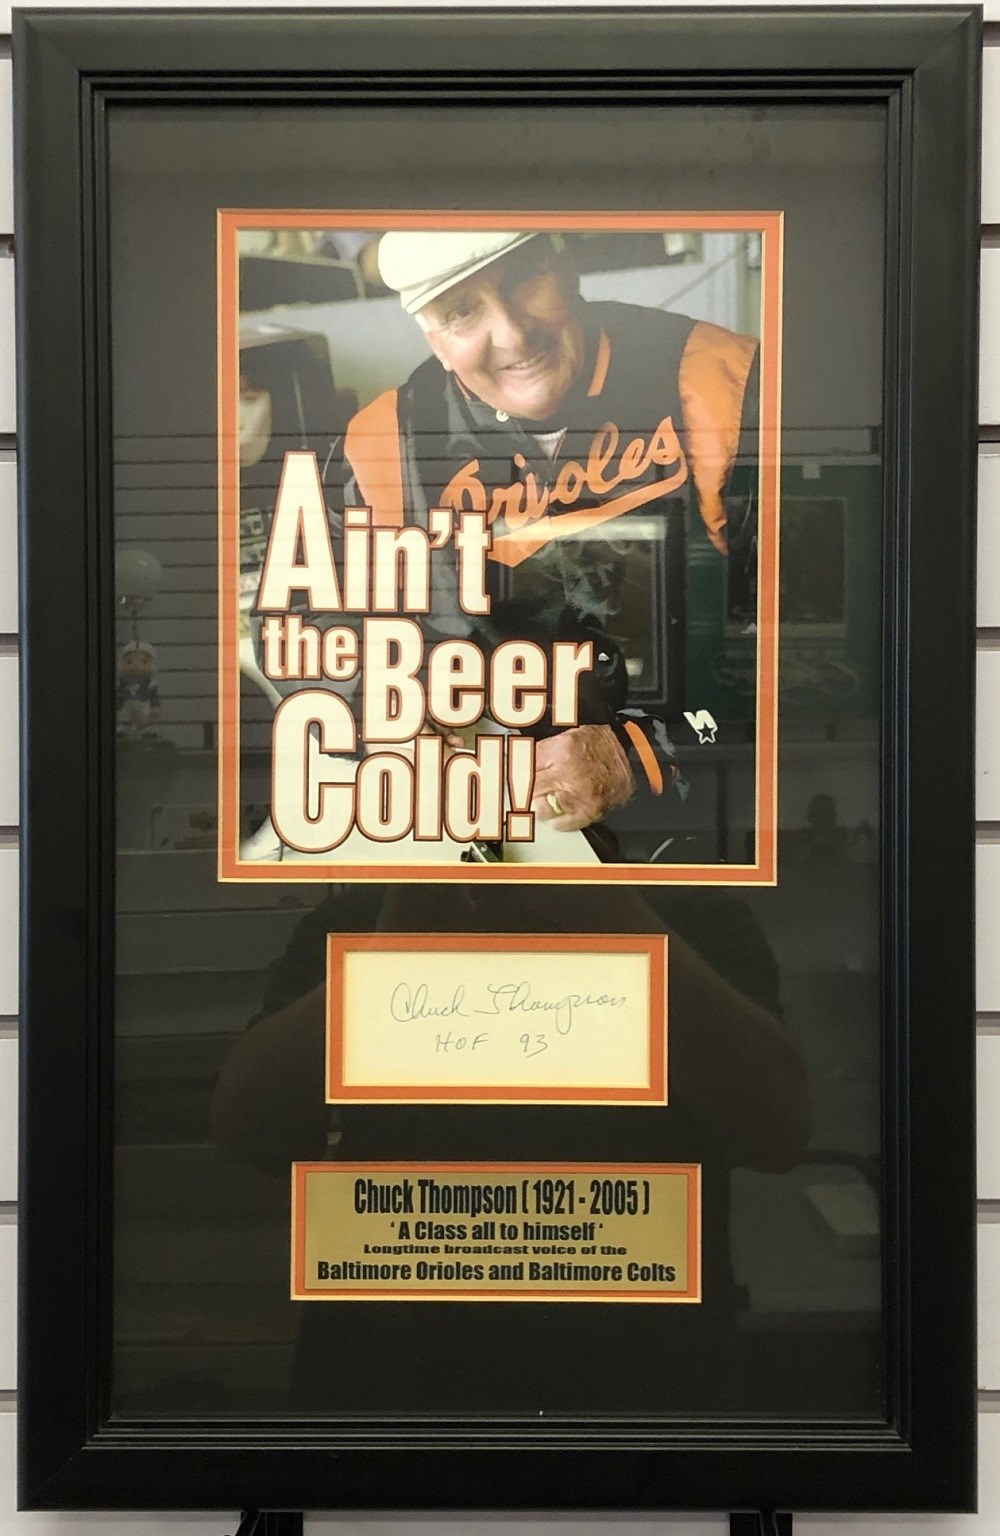 Orioles
Ain't
the Beer
Cold!
Chuck Thompson
HOF 93
Chuck Thompson ( 1921 - 2005 )
‘ A Class all to himself ‘
Longtime broadcast voice of the
Baltimore Orioles and Baltimore Colts